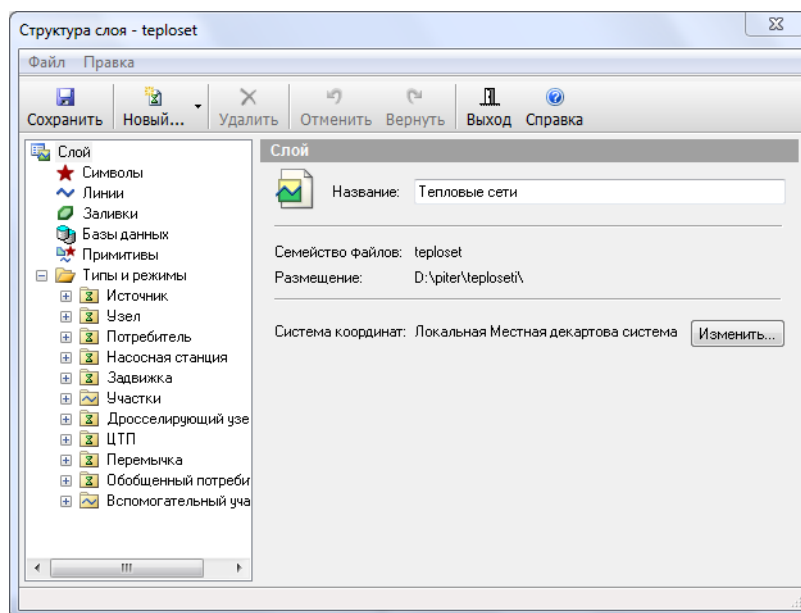 Структура слоя - teploset
Файл Правка
Сохранить Новый... Удалить Отменить Вернуть Выход Справка
Слой
Символы
Линии
Заливки
Базы данных
Примитивы
Типы и режимы
Источник
Узел
Потребитель
Насосная станция
Задвижка
Участки
Дросселирующий узе
ЦТП
Перемычка
Обобщенный потреби
Вспомогательный уча
Слой
Название: Тепловые сети
Семейство файлов: teploset
Размещение: D:\piter\teploseti\
Система координат: Локальная Местная декартова система Изменить...